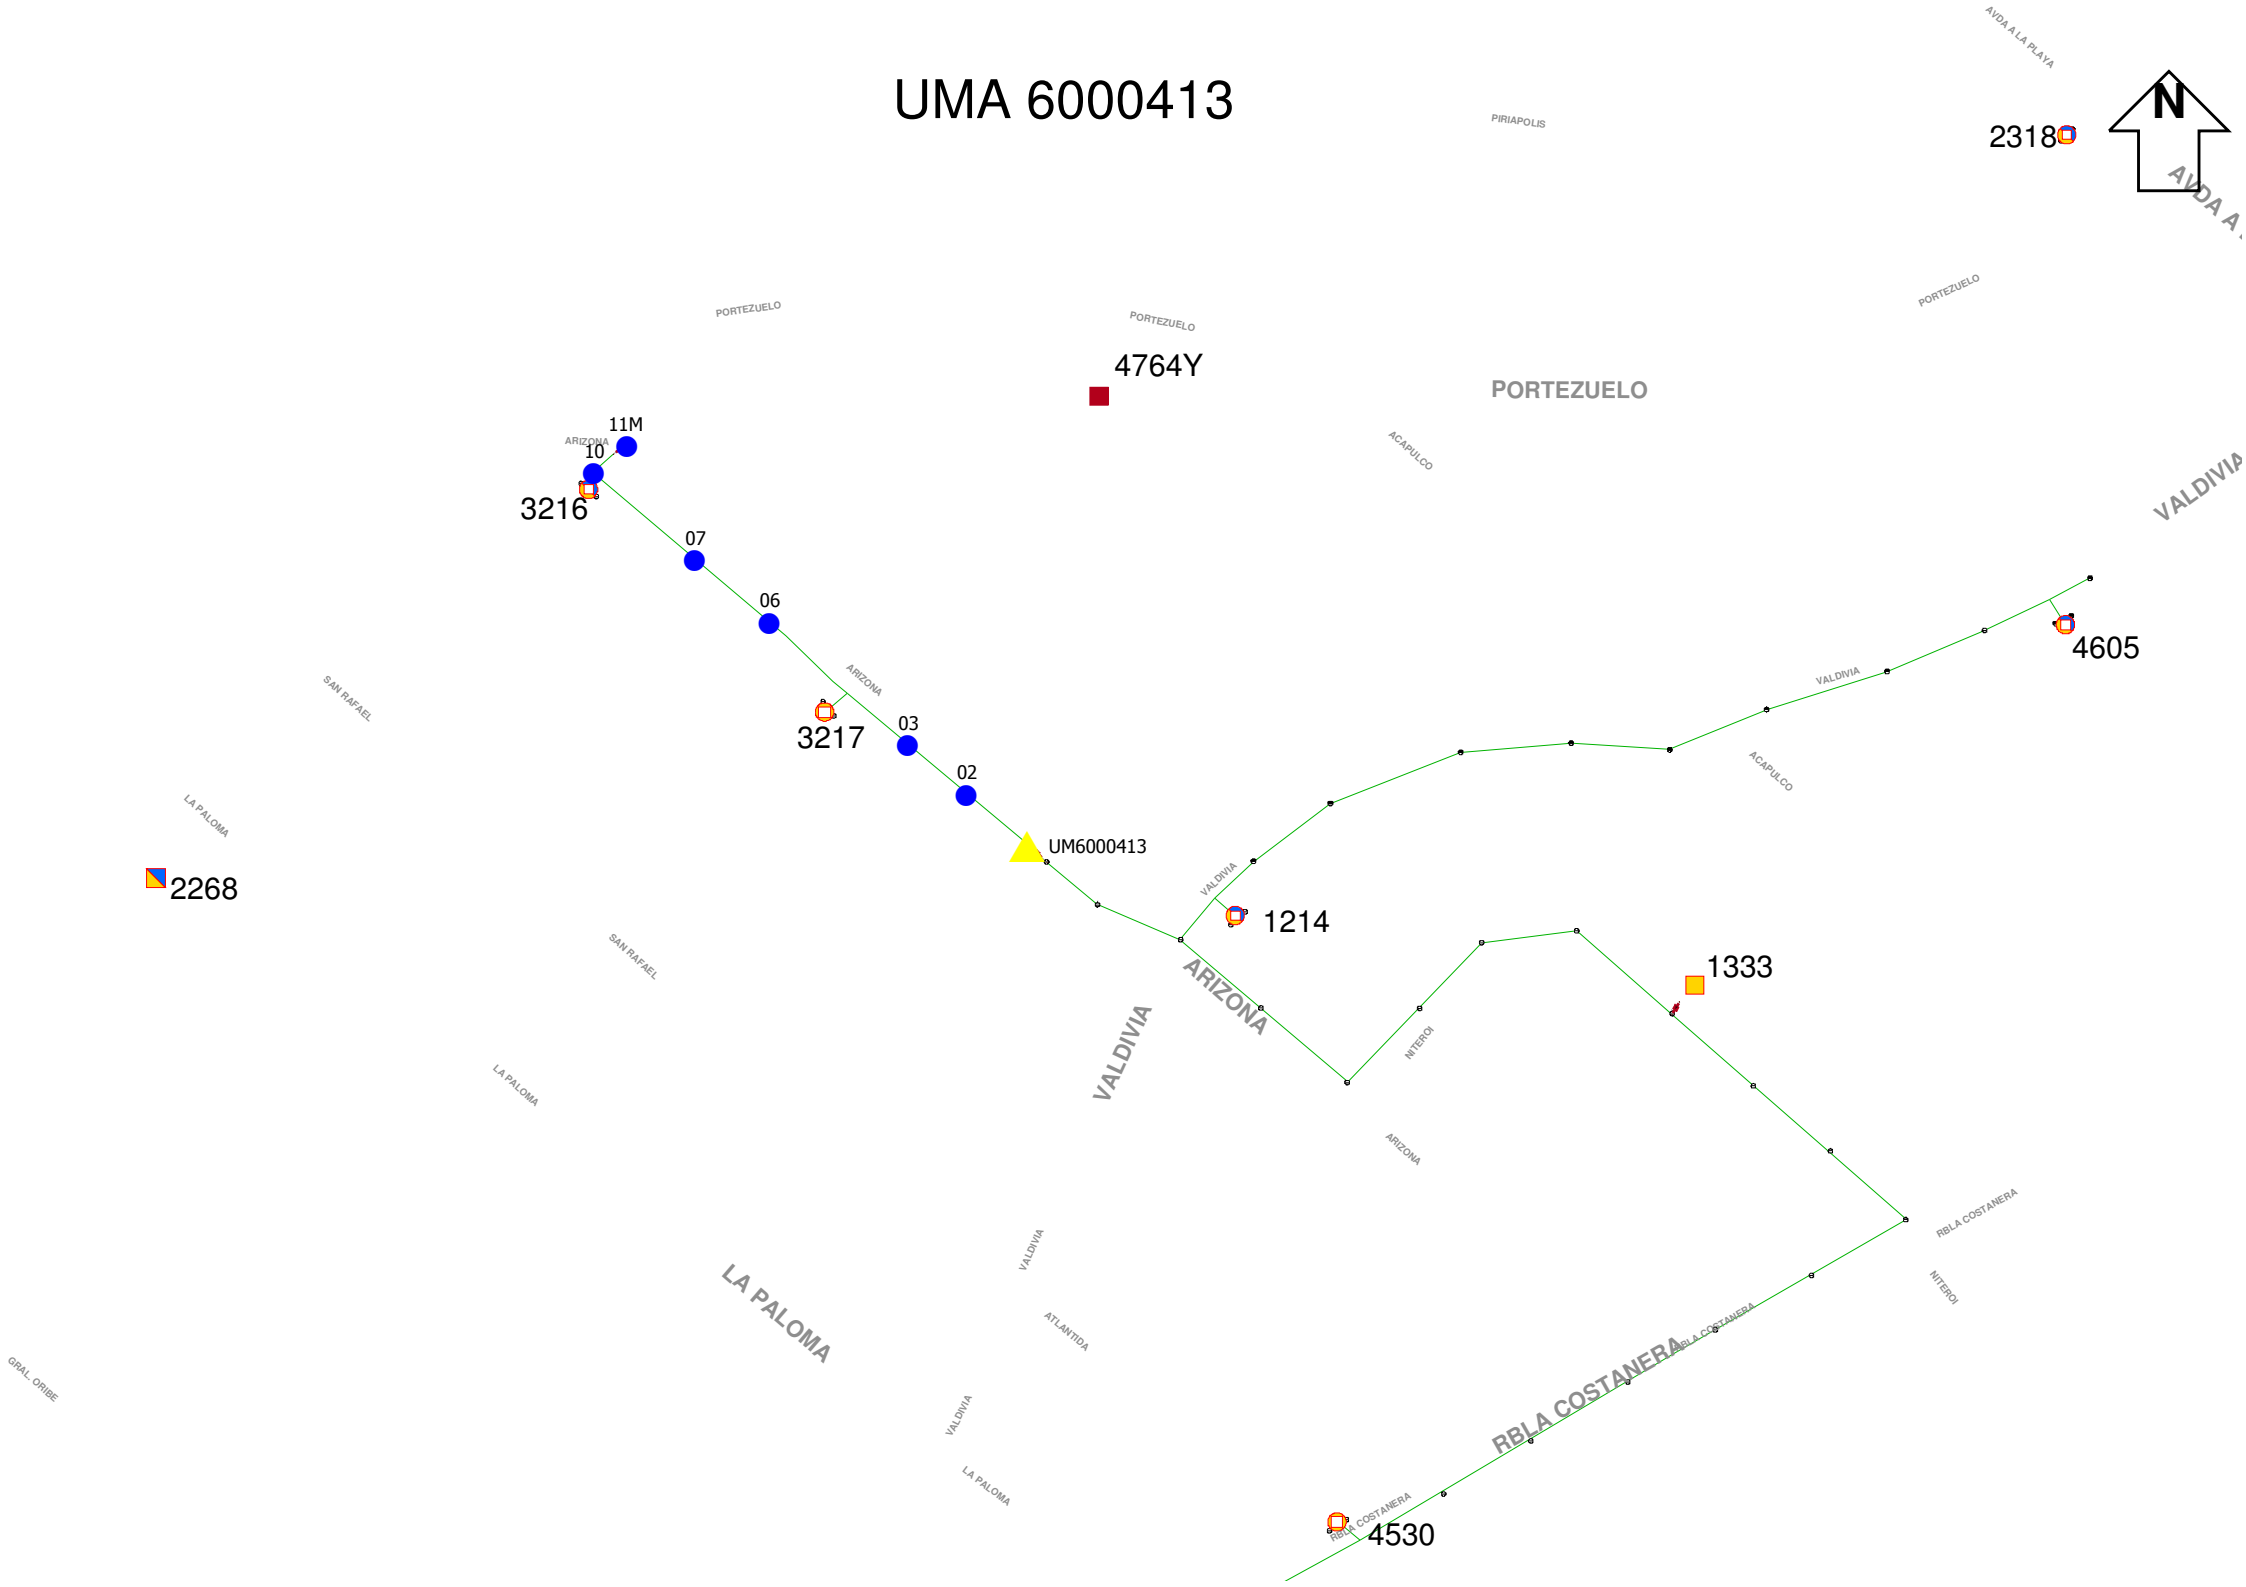 AVDA A LA PLAYA
UMA 6000413
N
PIRIAPOLIS
2318
AVDA A
PORTEZUELO
PORTEZUELO
PORTEZUELO
4764Y
PORTEZUELO
11M
ARIZONA
10
ACAPULCO
VALDIVIA
3216
07
06
4605
ARIZONA
VALDIVIA
SAN RAFAEL
03
3217
02
ACAPULCO
LA PALOMA
UM6000413
VALDIVIA
2268
1214
SAN RAFAEL
1333
ARIZONA
VALDIVIA
NITEROI
LA PALOMA
ARIZONA
RBLA COSTANERA
VALDIVIA
NITEROI
LA PALOMA
ATLANTIDA
RBLA COSTANERA
RBLA COSTANERA
GRAL. ORIBE
VALDIVIA
LA PALOMA
RBLA COSTANERA
4530